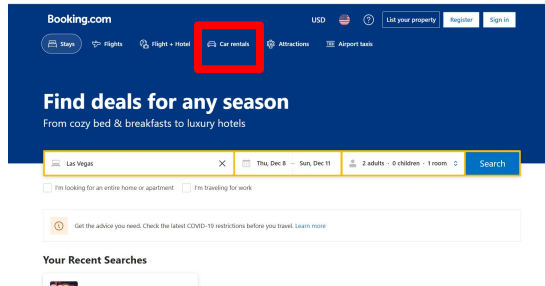 Booking.com
USD
List your property
Register
Sign in
Stays
Flights
Flight + Hotel
Car rentals
Attractions
Airport taxis
Find deals for any season
From cozy bed & breakfasts to luxury hotels
Las Vegas
Thu, Dec 8 — Sun, Dec 11
2 adults · 0 children · 1 room
Search
I'm looking for an entire home or apartment
I'm traveling for work
Get the advice you need. Check the latest COVID-19 restrictions before you travel. Learn more
Your Recent Searches